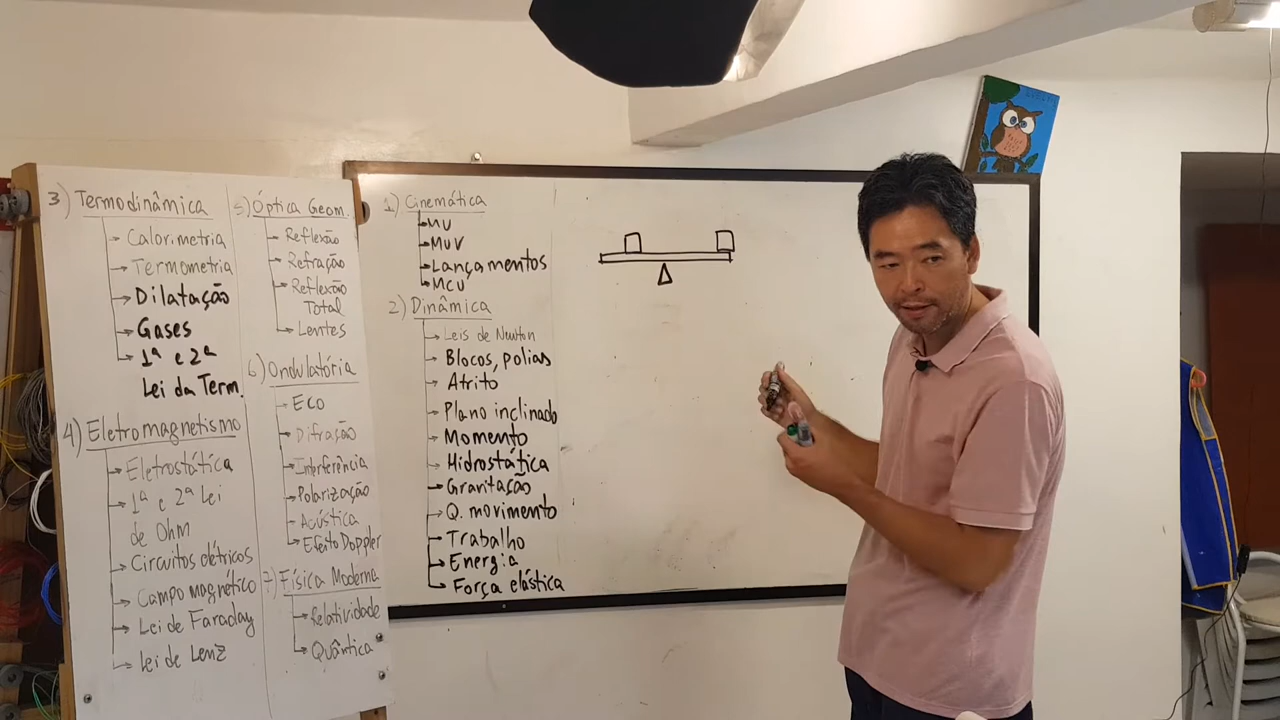 3) Termodinâmica
Calorimetria
Termometria
Dilatação
Gases
1ª e 2ª
Lei da Term.
4) Eletromagnetismo
Eletrostática
1ª e 2ª Lei
de Ohm
Circuitos elétricos
Campo magnético
Lei de Faraday
Lei de Lenz
5) Óptica Geom.
Reflexão
Refração
Reflexão
Total
Lentes
6) Ondulatória
Eco
Difração
Interferência
Polarização
Acústica
Efeito Doppler
7) Física Moderna
Relatividade
Quântica
1) Cinemática
MU
MUV
Lançamentos
MCU
2) Dinâmica
Leis de Newton
Blocos, polias
Atrito
Plano inclinado
Momento
Hidrostática
Gravitação
Q. movimento
Trabalho
Energia
Força elástica